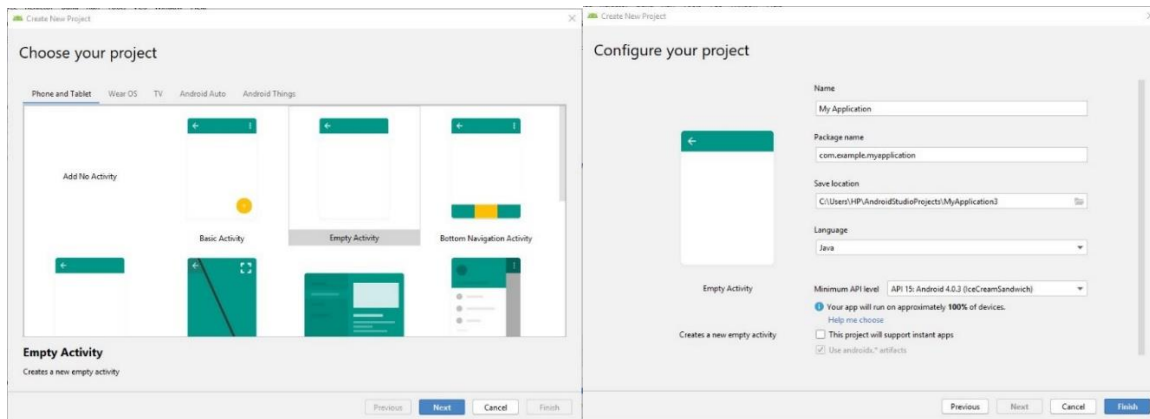 Create New Project
Choose your project
Phone and Tablet
Wear OS
TV
Android Auto
Android Things
Add No Activity
Basic Activity
Empty Activity
Bottom Navigation Activity
Empty Activity
Creates a new empty activity
Previous
Next
Cancel
Finish
Create New Project
Configure your project
Name
My Application
Package name
com.example.myapplication
Save location
C:\Users\HP\AndroidStudioProjects\MyApplication3
Language
Java
Empty Activity
Minimum API level
API 15: Android 4.0.3 (IceCreamSandwich)
Your app will run on approximately 100% of devices.
Help me choose
Creates a new empty activity
This project will support instant apps
Use androidx.* artifacts
Previous
Next
Cancel
Finish